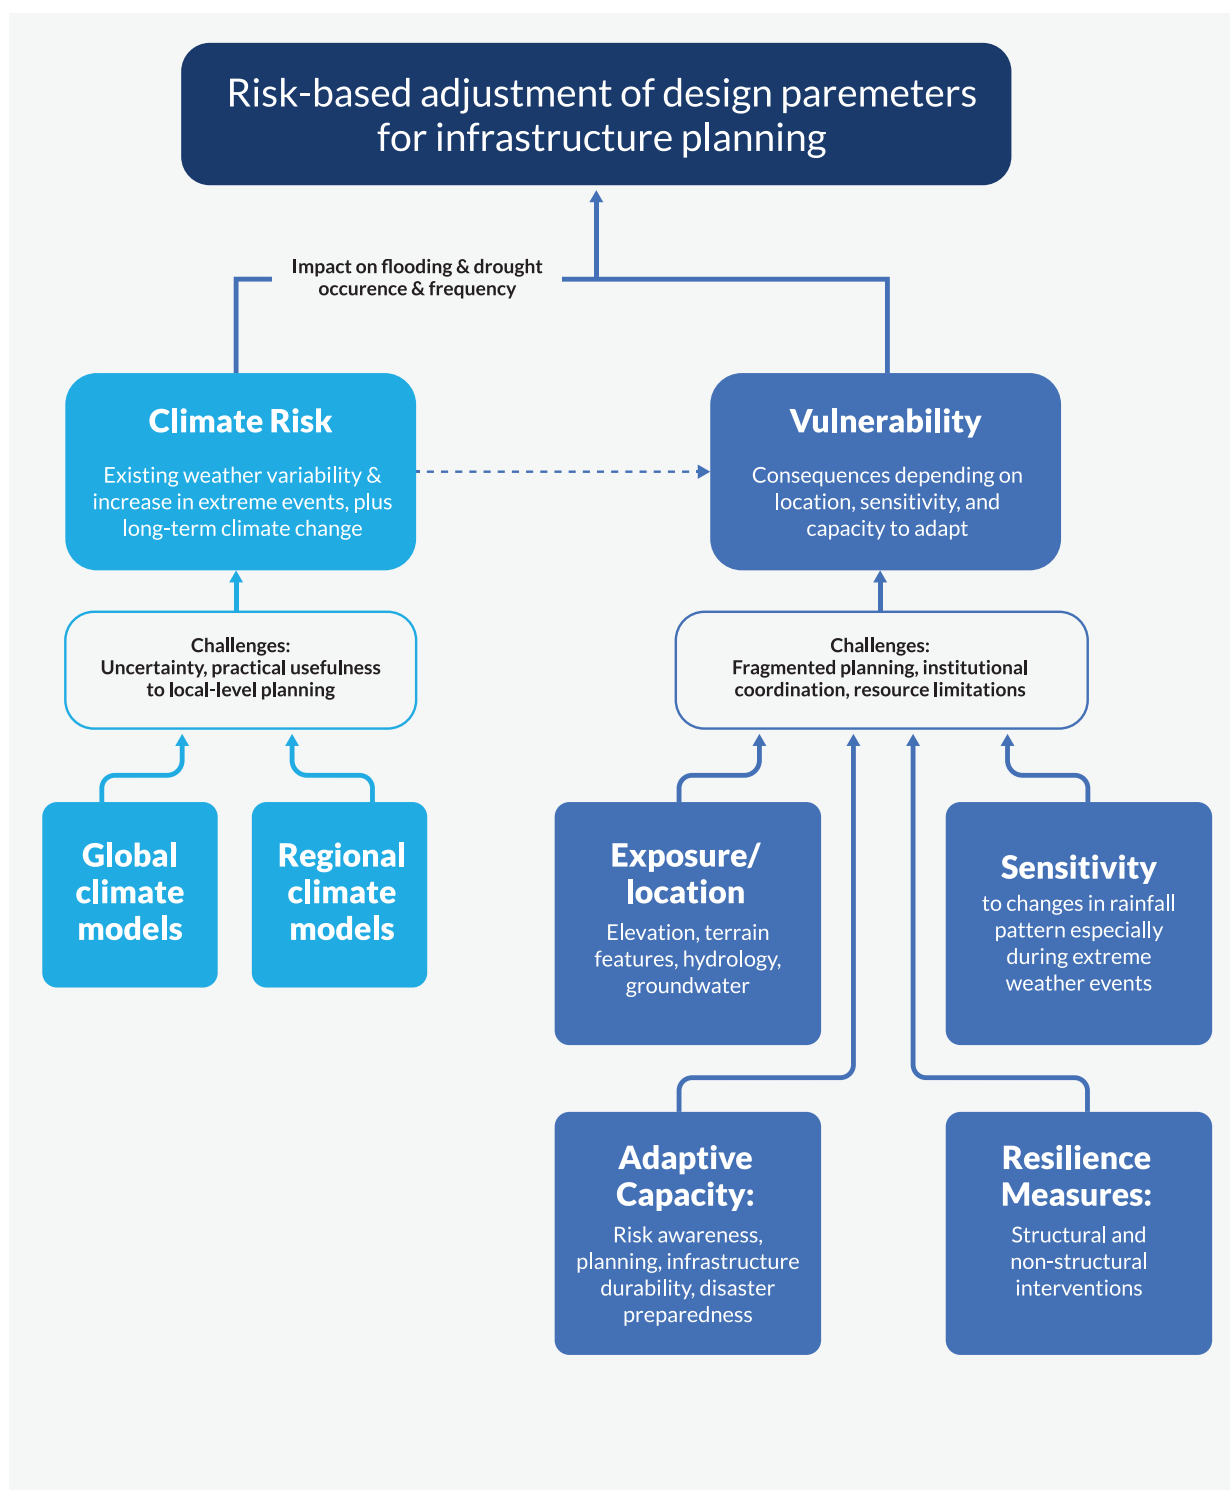 Risk-based adjustment of design paremeters
for infrastructure planning
Impact on flooding & drought
occurence & frequency
Climate Risk
Existing weather variability &
increase in extreme events, plus
long-term climate change
Vulnerability
Consequences depending on
location, sensitivity, and
capacity to adapt
Challenges:
Uncertainty, practical usefulness
to local-level planning
Challenges:
Fragmented planning, institutional
coordination, resource limitations
Global
climate
models
Regional
climate
models
Exposure/
location
Elevation, terrain
features, hydrology,
groundwater
Sensitivity
to changes in rainfall
pattern especially
during extreme
weather events
Adaptive
Capacity:
Risk awareness,
planning, infrastructure
durability, disaster
preparedness
Resilience
Measures:
Structural and
non-structural
interventions